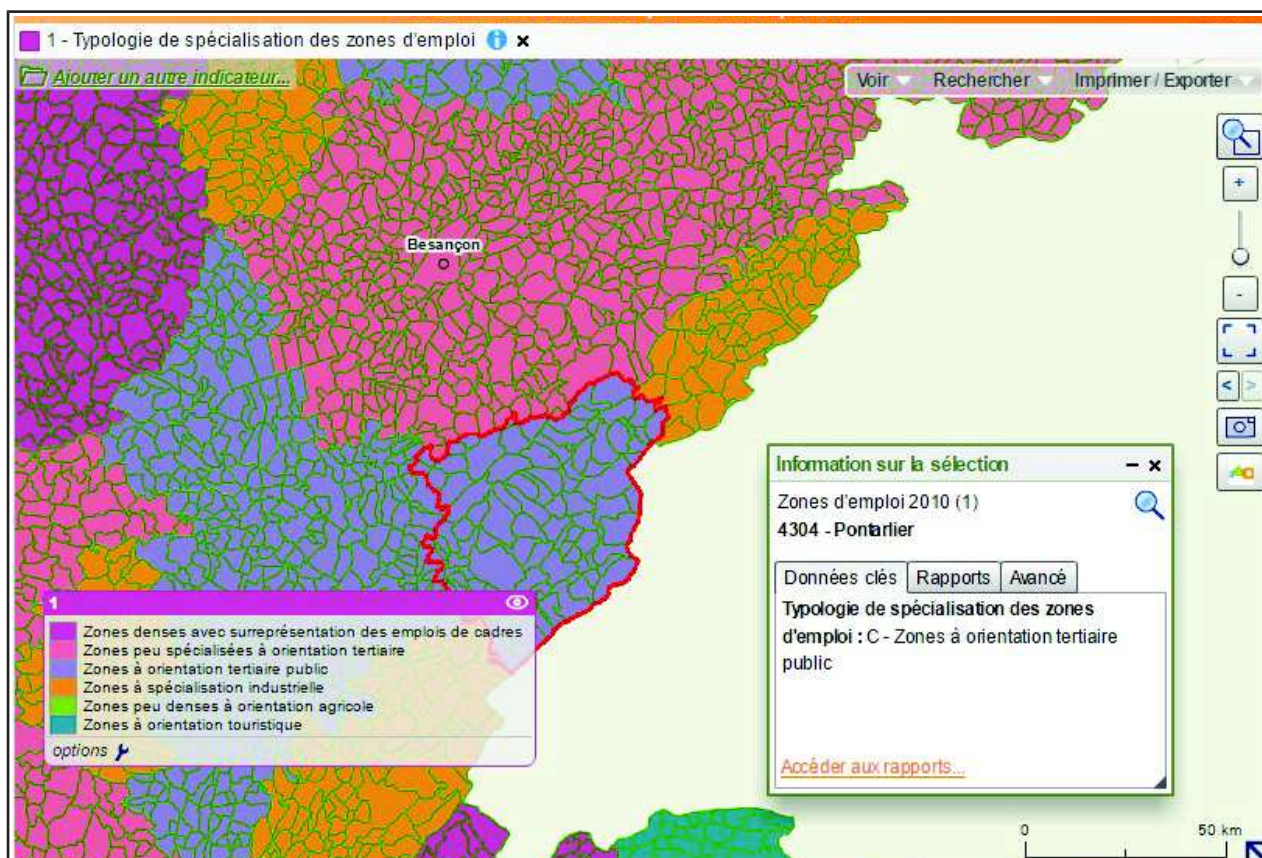 1 - Typologie de spécialisation des zones d'emploi
Ajouter un autre indicateur...
Voir Rechercher Imprimer / Exporter
Besançon
+
-
< >
Information sur la sélection
Zones d'emploi 2010 (1)
4304 - Pontarlier
Données clés Rapports Avancé
Typologie de spécialisation des zones
d'emploi : C - Zones à orientation tertiaire
public
Accéder aux rapports...
1
Zones denses avec surreprésentation des emplois de cadres
Zones peu spécialisées à orientation tertiaire
Zones à orientation tertiaire public
Zones à spécialisation industrielle
Zones peu denses à orientation agricole
Zones à orientation touristique
options
0 50 km